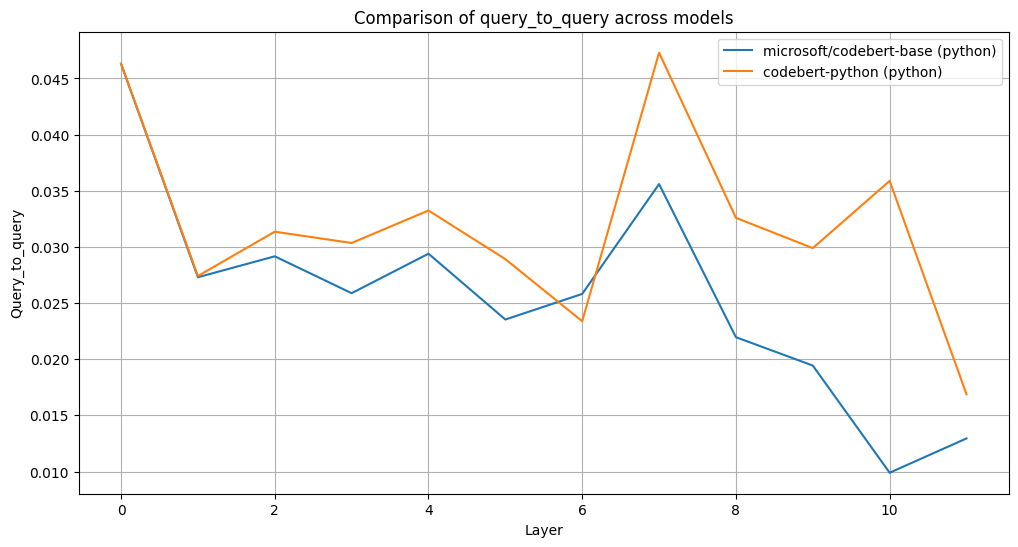 Comparison of query_to_query across models
microsoft/codebert-base (python)
codebert-python (python)
Query_to_query
0.045
0.040
0.035
0.030
0.025
0.020
0.015
0.010
0 2 4 6 8 10
Layer